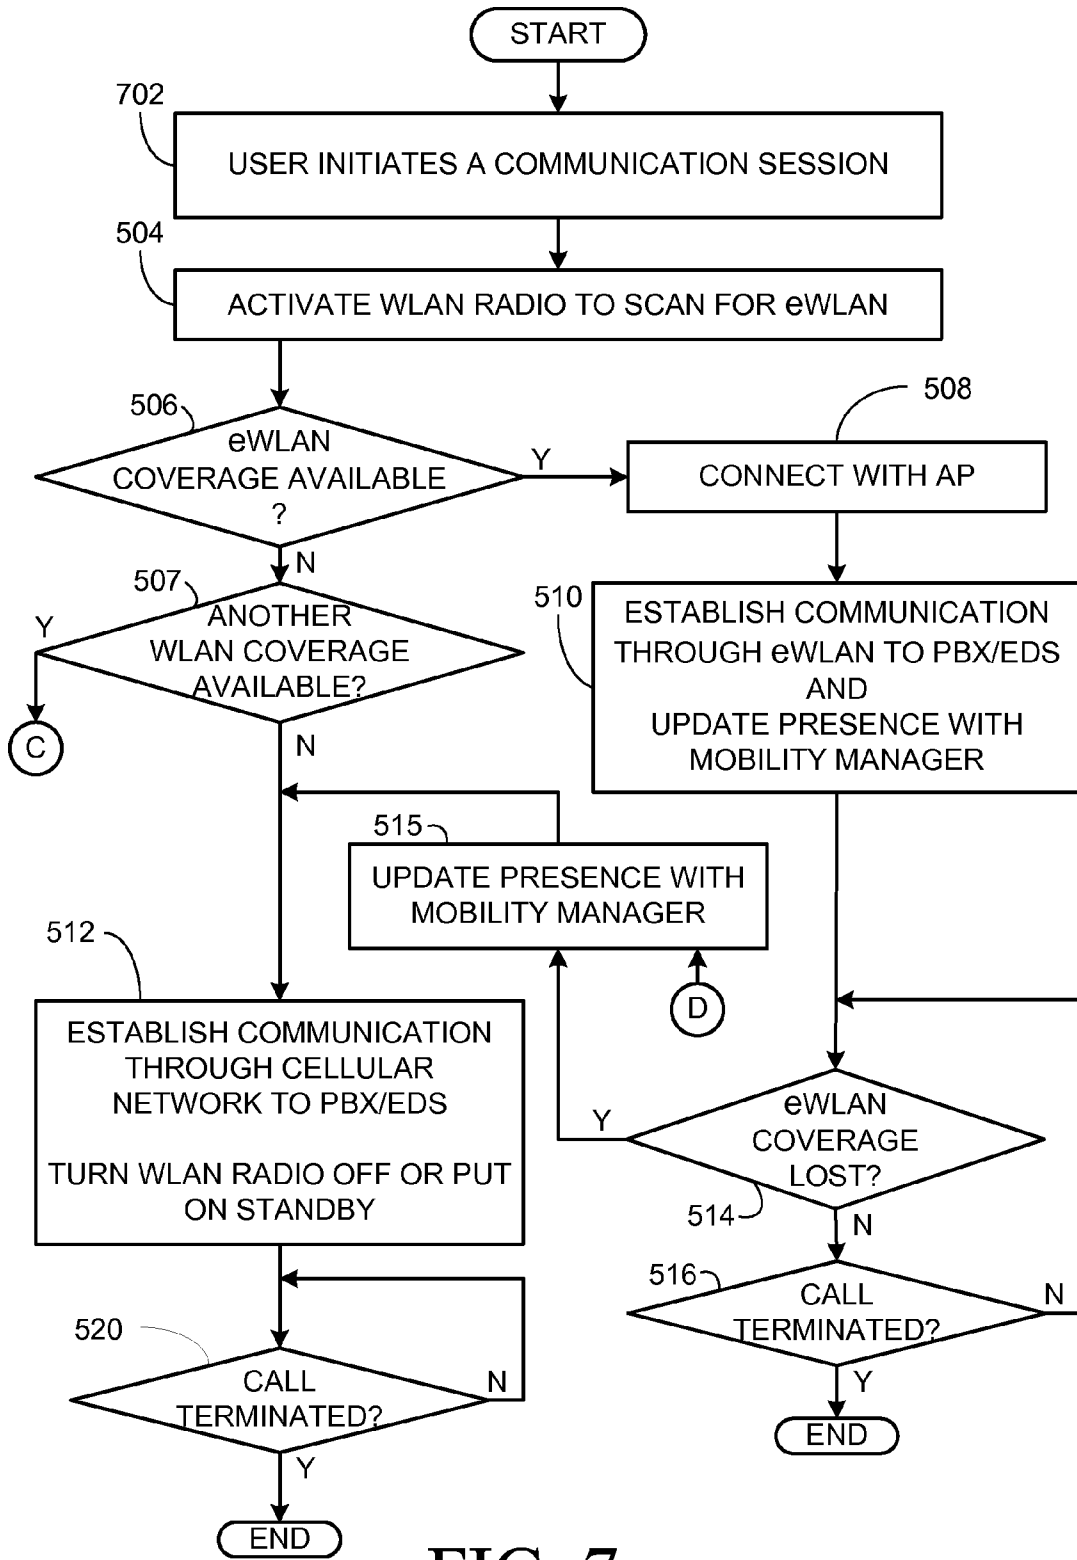 START
702
USER INITIATES A COMMUNICATION SESSION
504
ACTIVATE WLAN RADIO TO SCAN FOR eWLAN
506
eWLAN
COVERAGE AVAILABLE
?
Y
508
CONNECT WITH AP
N
507
ANOTHER
WLAN COVERAGE
AVAILABLE?
Y
C
N
510
ESTABLISH COMMUNICATION
THROUGH eWLAN TO PBX/EDS
AND
UPDATE PRESENCE WITH
MOBILITY MANAGER
515
UPDATE PRESENCE WITH
MOBILITY MANAGER
D
512
ESTABLISH COMMUNICATION
THROUGH CELLULAR
NETWORK TO PBX/EDS
TURN WLAN RADIO OFF OR PUT
ON STANDBY
eWLAN
COVERAGE
LOST?
Y
514
N
516
CALL
TERMINATED?
N
Y
END
520
CALL
TERMINATED?
N
Y
END
FIG. 7